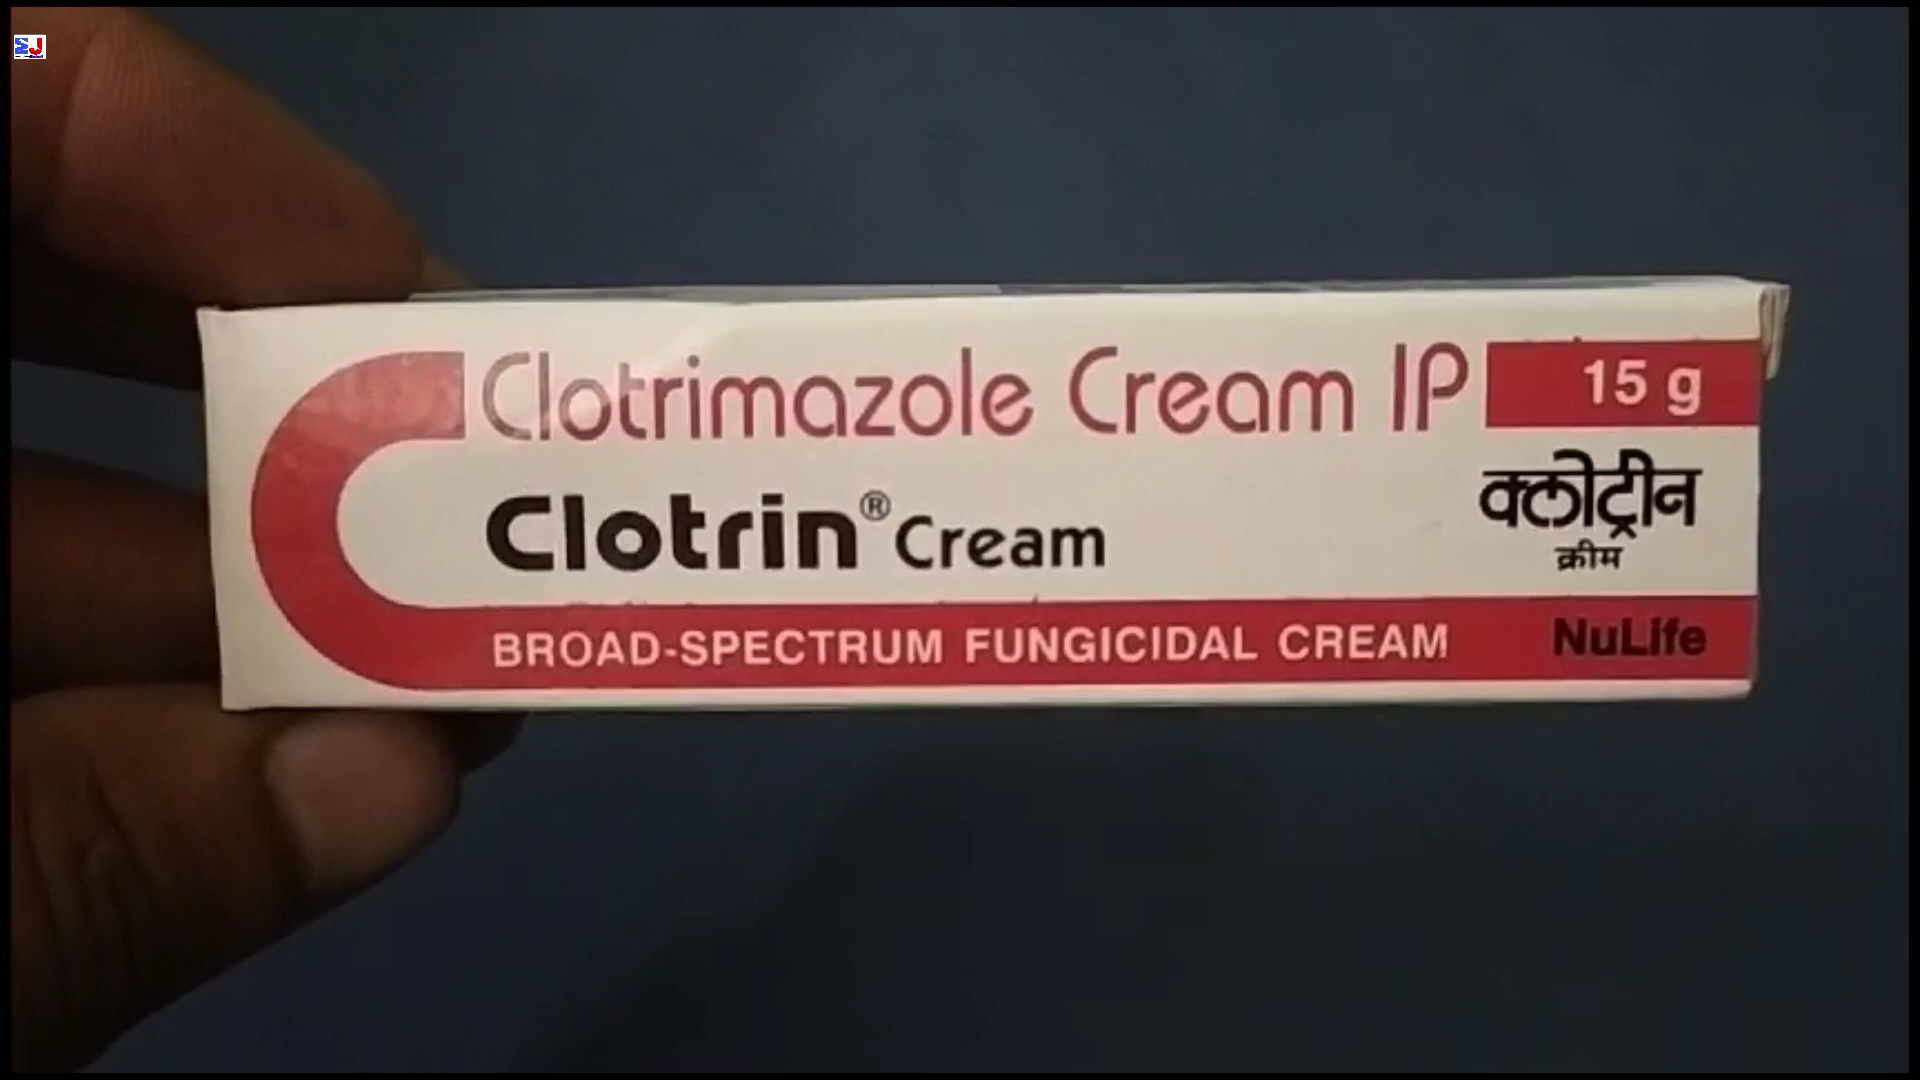 Clotrimazole Cream IP 15 g
Clotrin® Cream
क्लोट्रीन
क्रीम
BROAD-SPECTRUM FUNGICIDAL CREAM NuLife